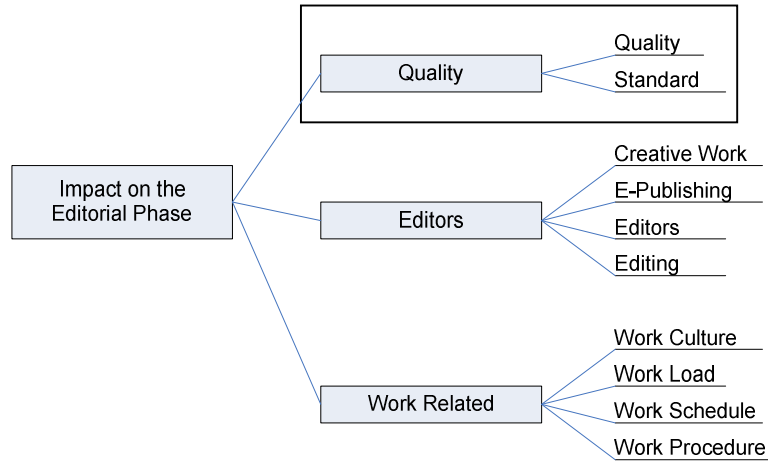 Quality
Quality
Standard
Impact on the
Editorial Phase
Editors
Creative Work
E-Publishing
Editors
Editing
Work Related
Work Culture
Work Load
Work Schedule
Work Procedure